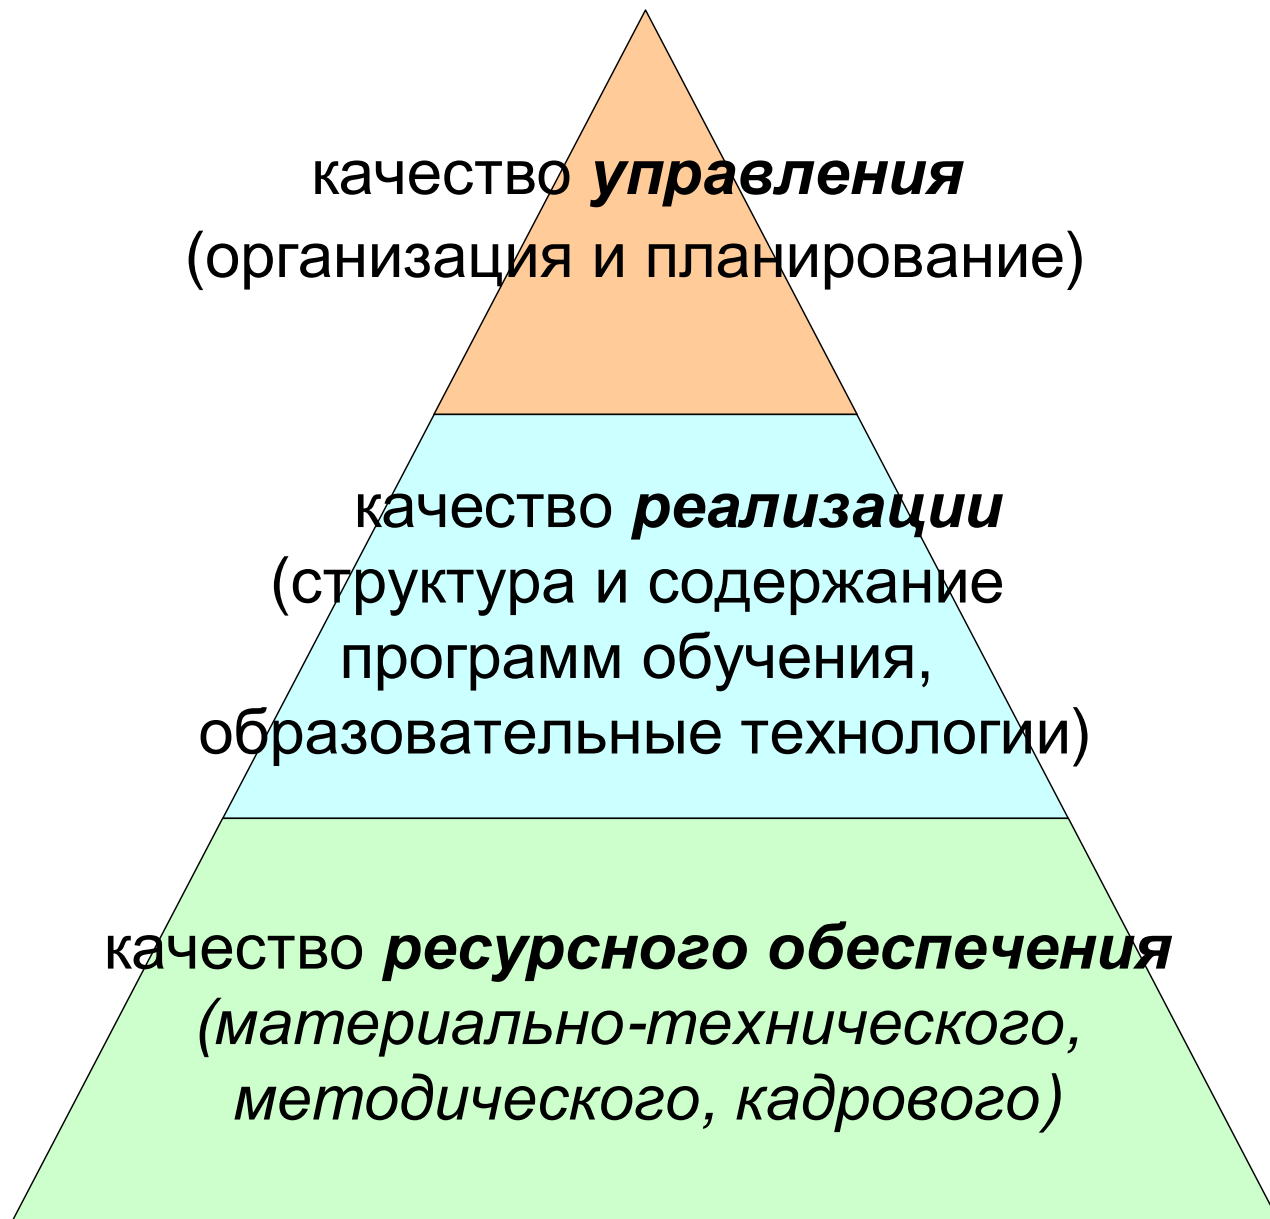 качество управления
(организация и планирование)
качество реализации
(структура и содержание
программ обучения,
образовательные технологии)
качество ресурсного обеспечения
(материально-технического,
методического, кадрового)